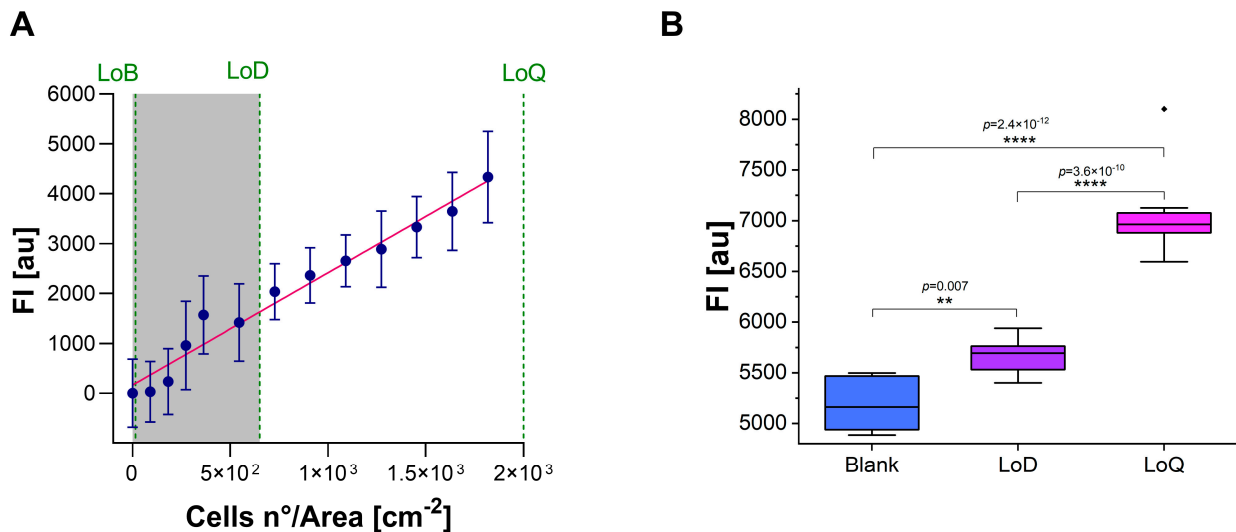 A
LoB
LoD
LoQ
6000
5000
4000
3000
2000
1000
0
FI [au]
0
5×10²
1×10³
1.5×10³
2×10³
Cells n°/Area [cm⁻²]
B
8000
7500
7000
6500
6000
5500
5000
FI [au]
p=2.4×10⁻¹²
****
p=3.6×10⁻¹⁰
****
p=0.007
**
Blank
LoD
LoQ